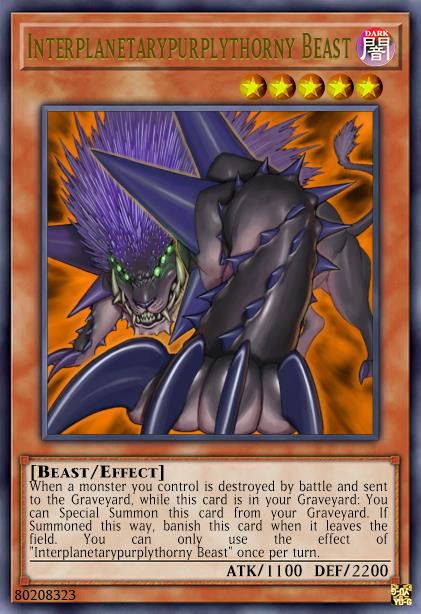 Interplanetarypurplythorny Beast
DARK
闇
[Beast/Effect]
When a monster you control is destroyed by battle and sent
to the Graveyard, while this card is in your Graveyard: You
can Special Summon this card from your Graveyard. If
Summoned this way, banish this card when it leaves the
field. You can only use the effect of
"Interplanetarypurplythorny Beast" once per turn.
ATK/1100 DEF/2200
80208323